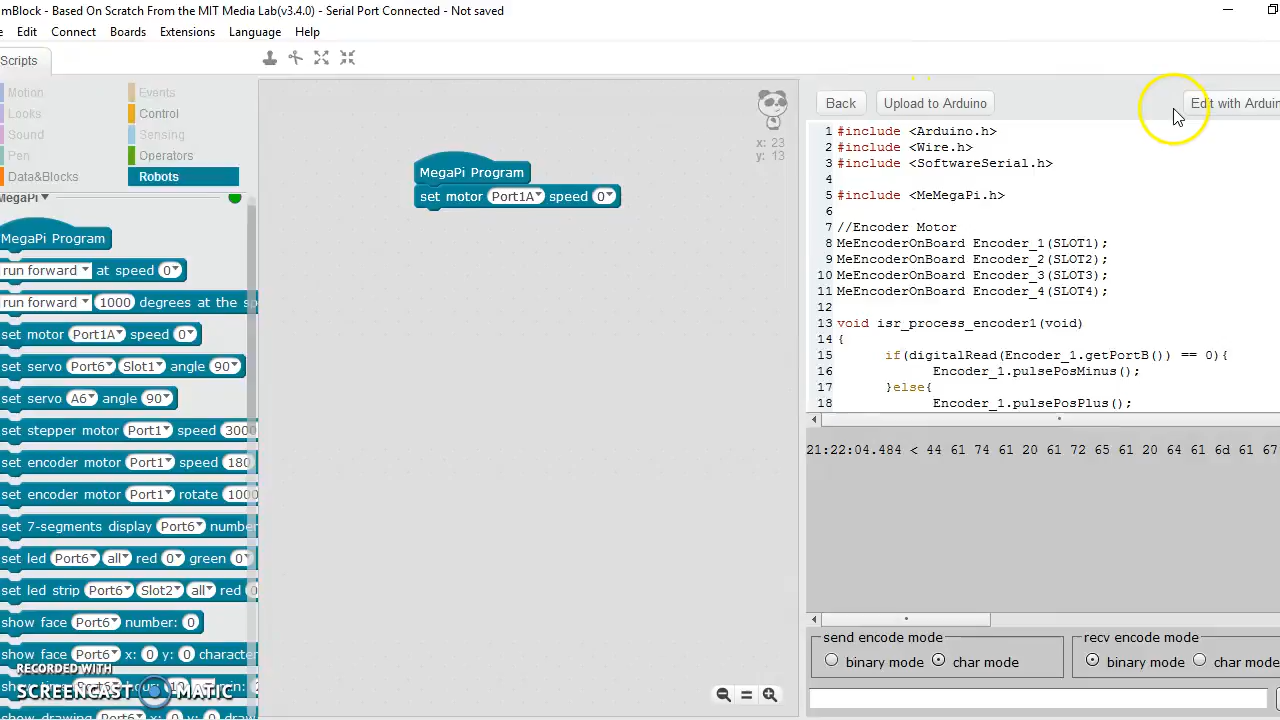 mBlock - Based On Scratch From the MIT Media Lab(v3.4.0) - Serial Port Connected - Not saved
Edit Connect Boards Extensions Language Help
Scripts
Motion Events
Looks Control
Sound Sensing
Pen Operators
Data&Blocks Robots
MegaPi
MegaPi Program
run forward at speed 0
run forward 1000 degrees at the
set motor Port1A speed 0
set servo Port6 Slot1 angle 90
set servo A6 angle 90
set stepper motor Port1 speed 3000
set encoder motor Port1 speed 180
set encoder motor Port1 rotate 1000
set 7-segments display Port6
set led Port6 all red 0 green 0
set led strip Port6 Slot2 all red
show face Port6 number: 0
show face Port6 x: 0 y: 0
RECORDED WITH
SCREENCAST MATIC
min:
show drawing Port6 x: 0 y: 0
MegaPi Program
set motor Port1A speed 0
x: 23
y: 13
Back Upload to Arduino Edit with
1 #include <Arduino.h>
2 #include <Wire.h>
3 #include <SoftwareSerial.h>
4
5 #include <MeMegaPi.h>
6
7 //Encoder Motor
8 MeEncoderOnBoard Encoder_1(SLOT1);
9 MeEncoderOnBoard Encoder_2(SLOT2);
10 MeEncoderOnBoard Encoder_3(SLOT3);
11 MeEncoderOnBoard Encoder_4(SLOT4);
12
13 void isr_process_encoder1(void)
14 {
15 if(digitalRead(Encoder_1.getPortB()) == 0){
16 Encoder_1.pulsePosMinus();
17 }else{
18 Encoder_1.pulsePosPlus();
21:22:04.484 < 44 61 74 61 20 61 72 65 61 20 64 61 6d 61 67
send encode mode
binary mode char mode
recv encode mode
binary mode char mode